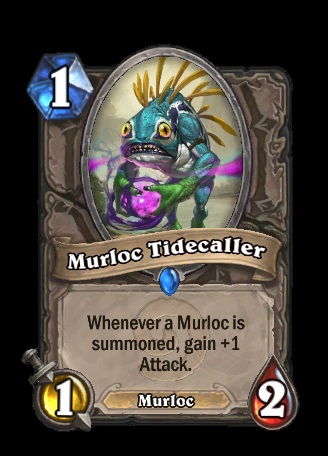 1
Murloc Tidecaller
Whenever a Murloc is
summoned, gain +1
Attack.
1
Murloc
2